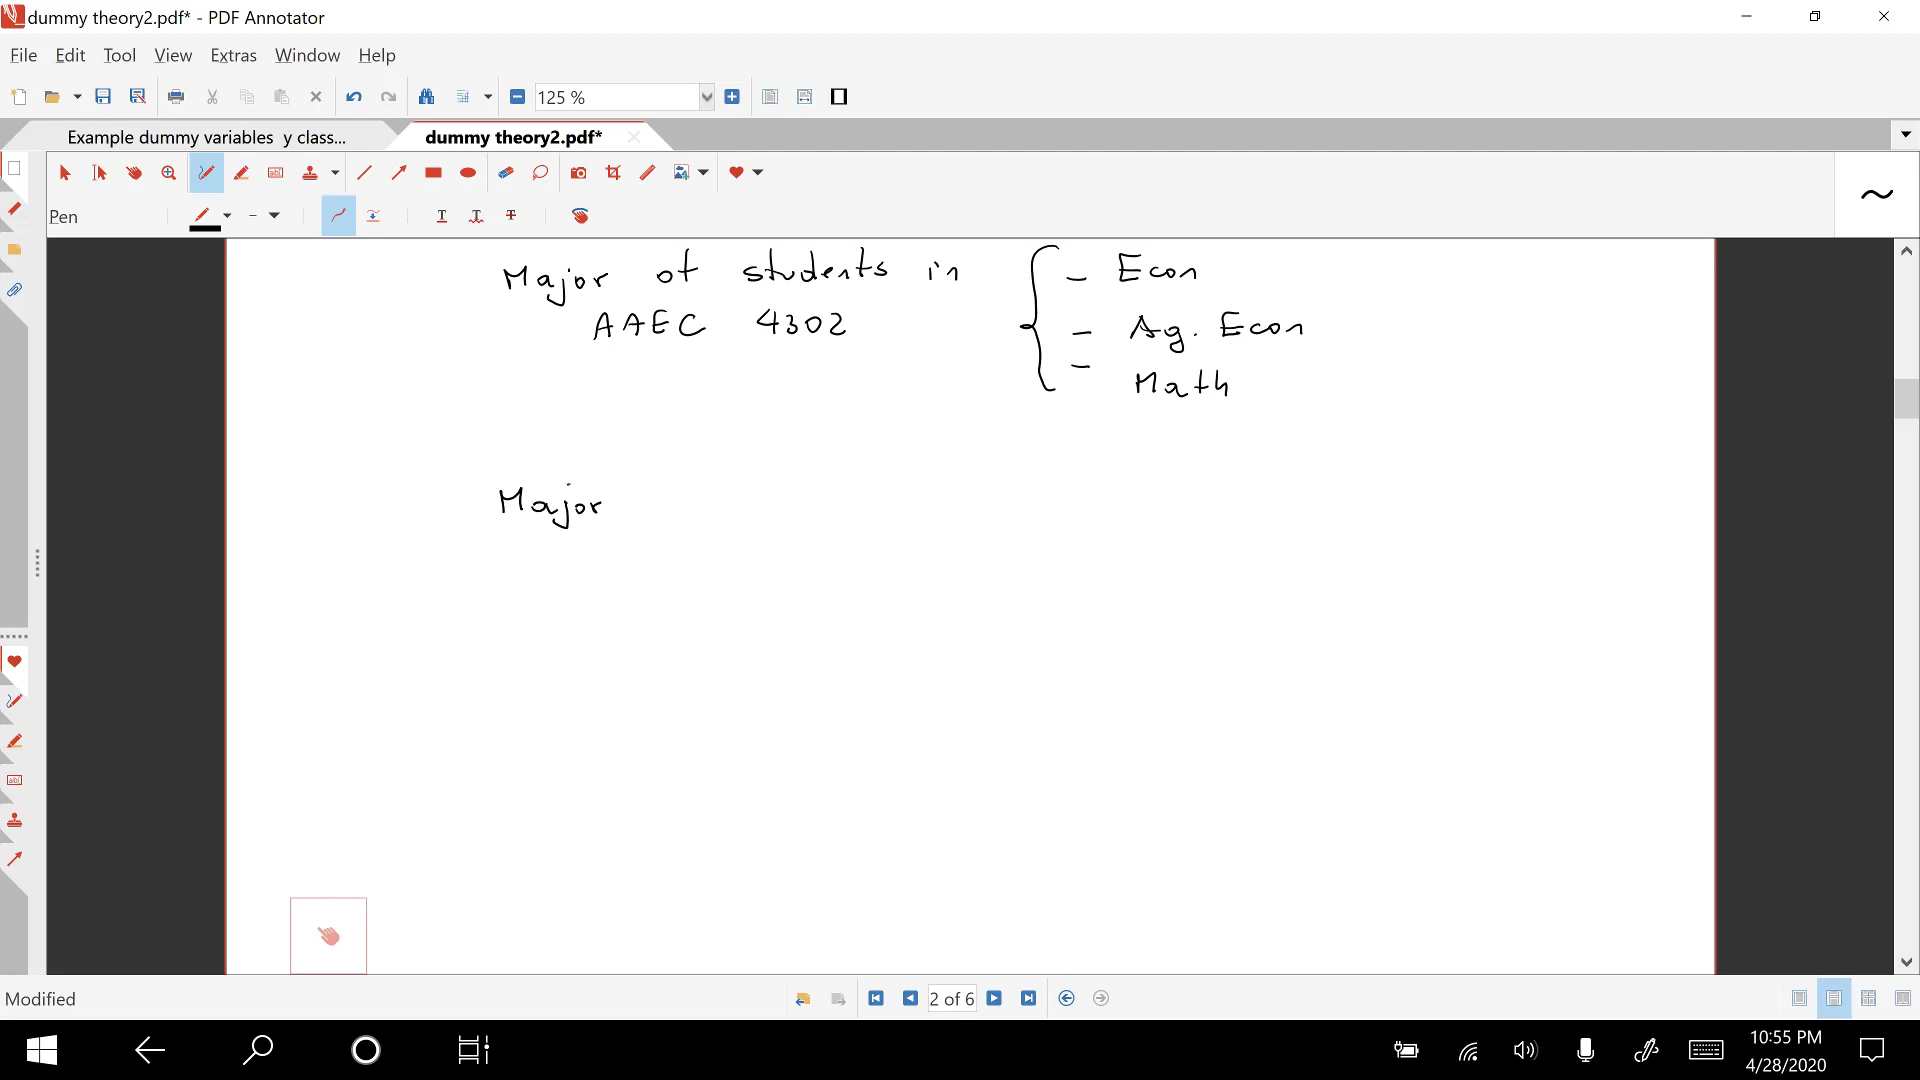 dummy theory2.pdf* - PDF Annotator
File Edit Tool View Extras Window Help
125 %
Example dummy variables y class...
dummy theory2.pdf*
Pen
Major of students in
AAEC 4302
- Econ
- Ag. Econ
- Math
Major
Modified
2 of 6
10:55 PM
4/28/2020